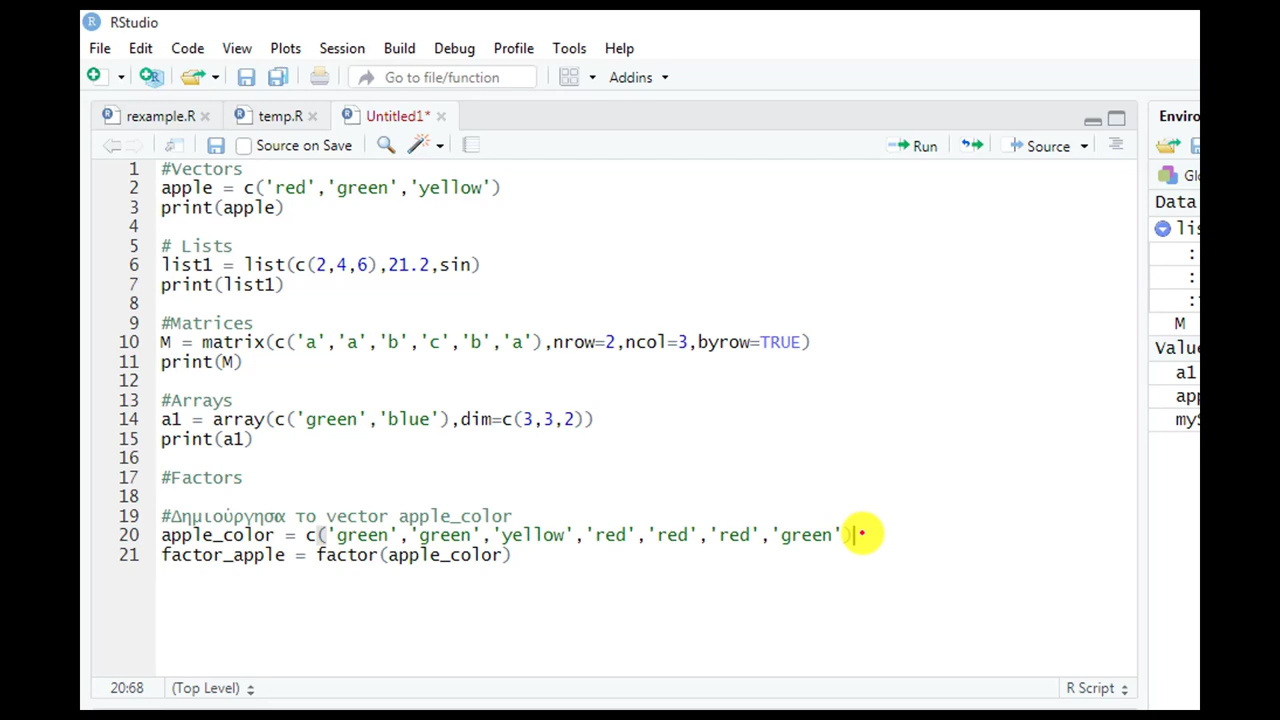 RStudio
File Edit Code View Plots Session Build Debug Profile Tools Help
Go to file/function Addins
rexample.R temp.R Untitled1*
Source on Save Run Source
1 #Vectors
2 apple = c('red','green','yellow')
3 print(apple)
4
5 # Lists
6 list1 = list(c(2,4,6),21.2,sin)
7 print(list1)
8
9 #Matrices
10 M = matrix(c('a','a','b','c','b','a'),nrow=2,ncol=3,byrow=TRUE)
11 print(M)
12
13 #Arrays
14 a1 = array(c('green','blue'),dim=c(3,3,2))
15 print(a1)
16
17 #Factors
18
19 #Δημιούργησα το vector apple_color
20 apple_color = c('green','green','yellow','red','red','red','green')
21 factor_apple = factor(apple_color)
20:68 (Top Level) R Script
Enviro
Glo
Data
lis
:
:
:
M
Value
a1
app
myS